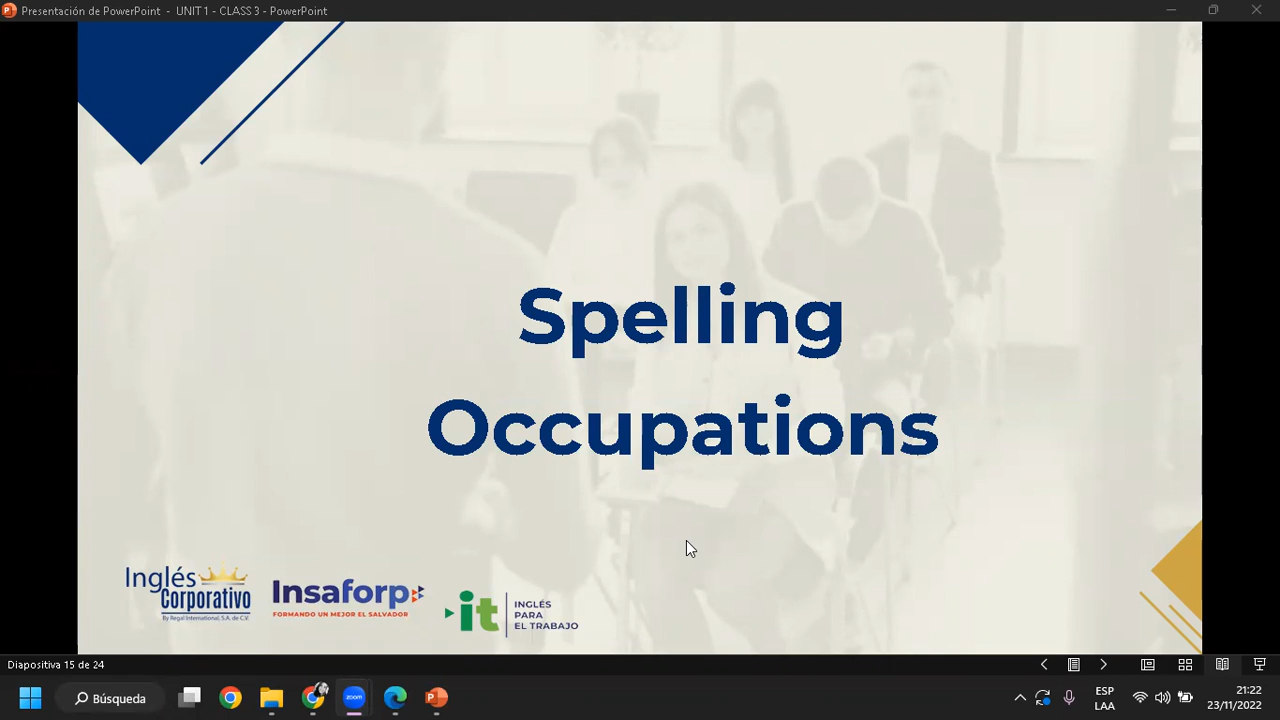 Presentación de PowerPoint - UNIT 1 - CLASS 3 - PowerPoint
Spelling
Occupations
Inglés
Corporativo
By Regal International, S.A. de C.V.
Insaforp
FORMANDO UN MEJOR EL SALVADOR
it
INGLÉS
PARA
EL TRABAJO
Diapositiva 15 de 24
Búsqueda
zoom
ESP
LAA
21:22
23/11/2022